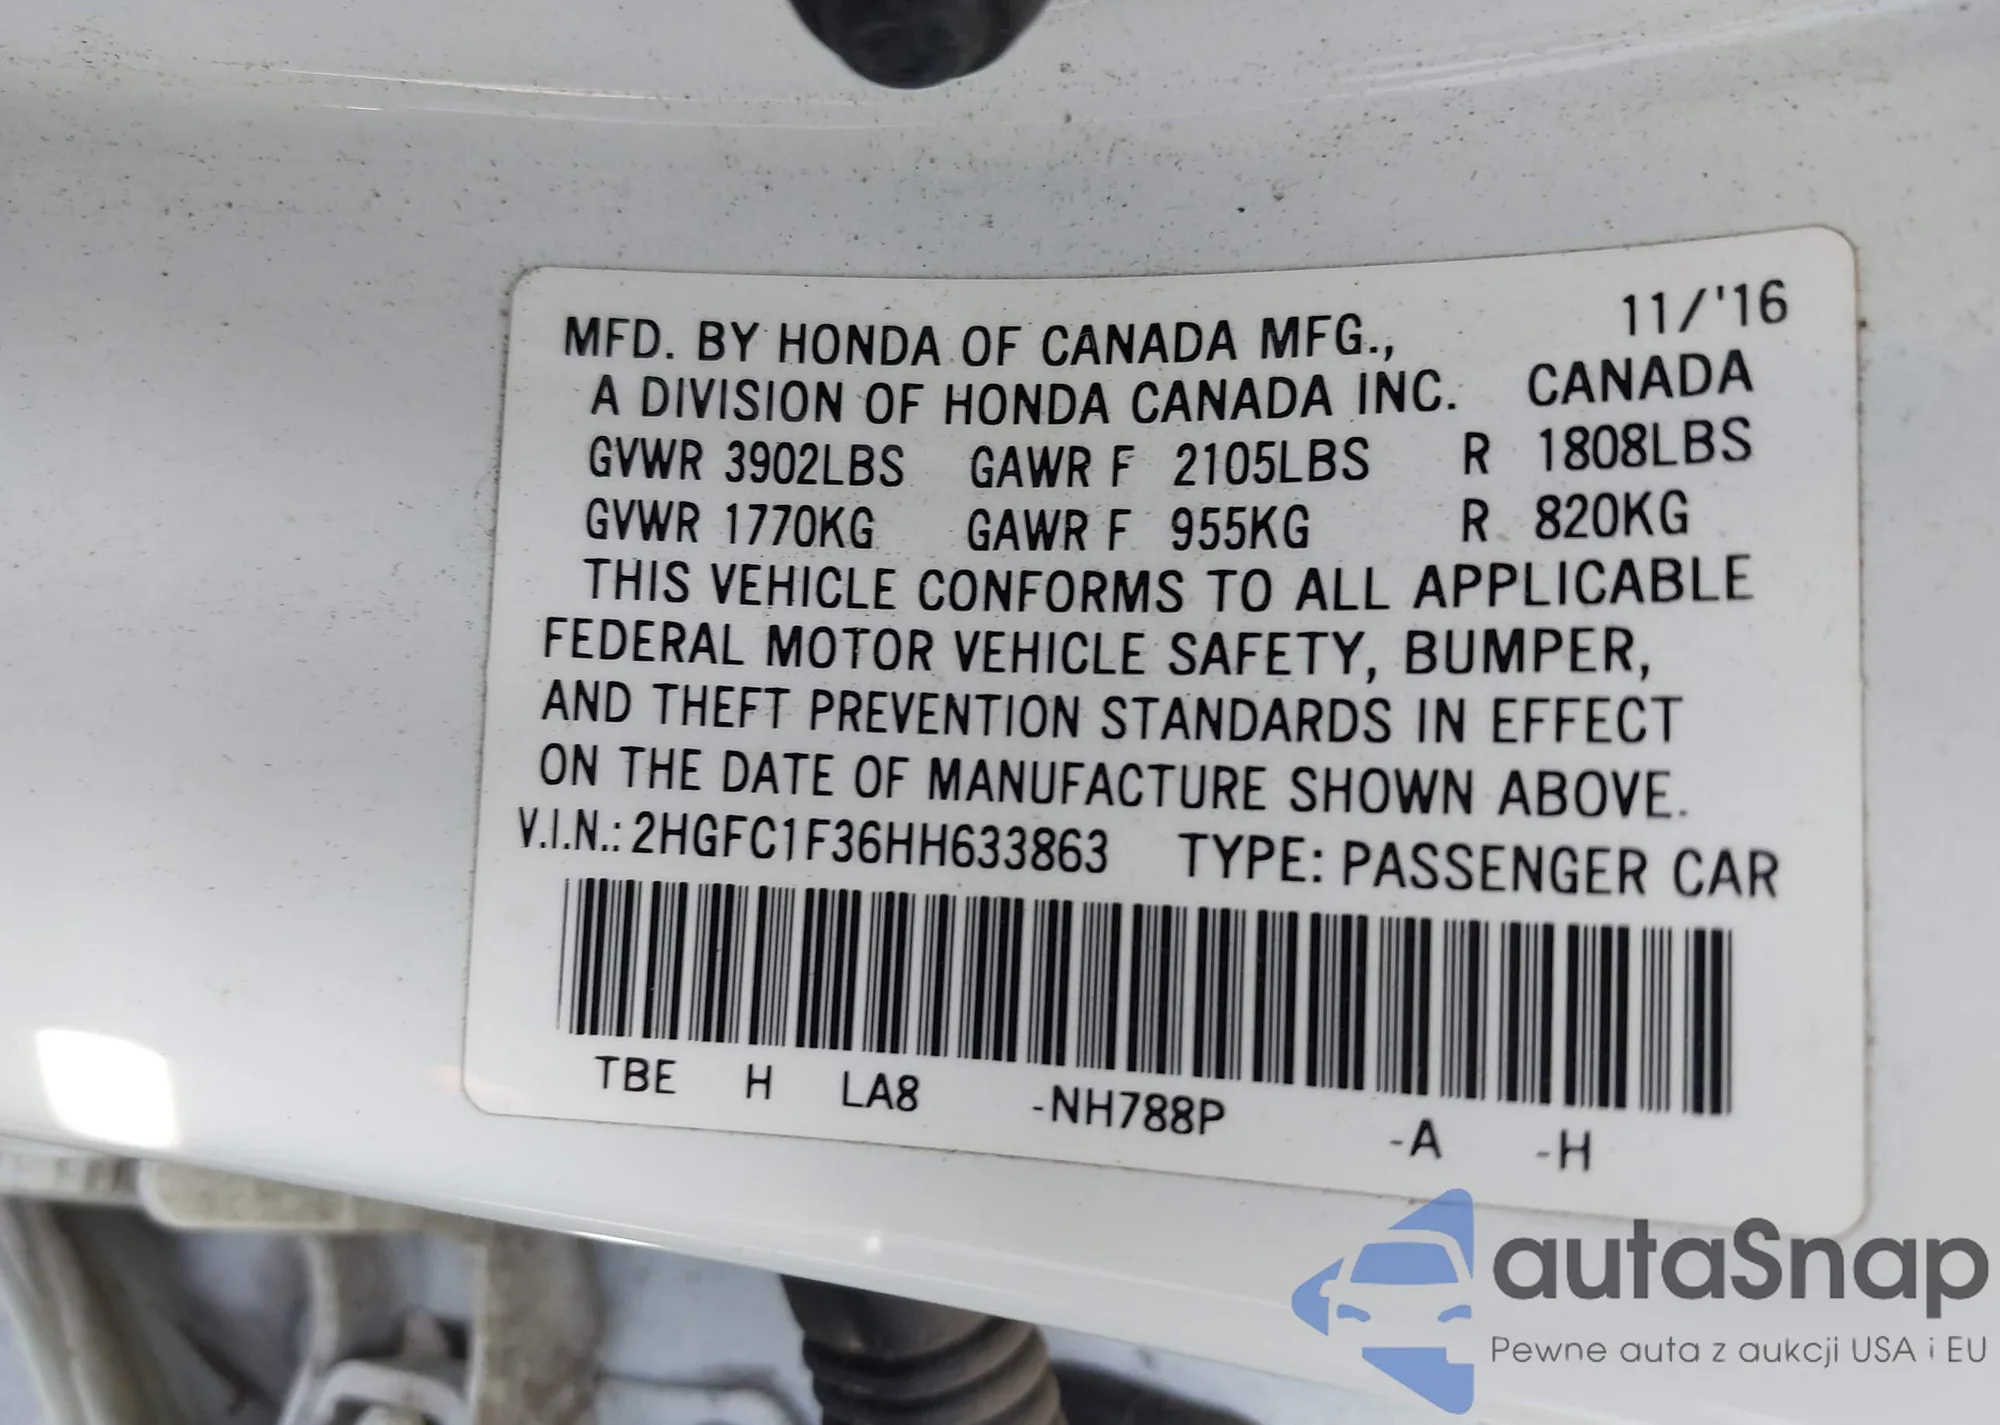 11/'16
MFD. BY HONDA OF CANADA MFG.,
A DIVISION OF HONDA CANADA INC. CANADA
GVWR 3902LBS GAWR F 2105LBS R 1808LBS
GVWR 1770KG GAWR F 955KG R 820KG
THIS VEHICLE CONFORMS TO ALL APPLICABLE
FEDERAL MOTOR VEHICLE SAFETY, BUMPER,
AND THEFT PREVENTION STANDARDS IN EFFECT
ON THE DATE OF MANUFACTURE SHOWN ABOVE.
V.I.N.: 2HGFC1F36HH633863 TYPE: PASSENGER CAR
TBE H LA8 -NH788P -A -H
autaSnap
Pewne auta z aukcji USA i EU